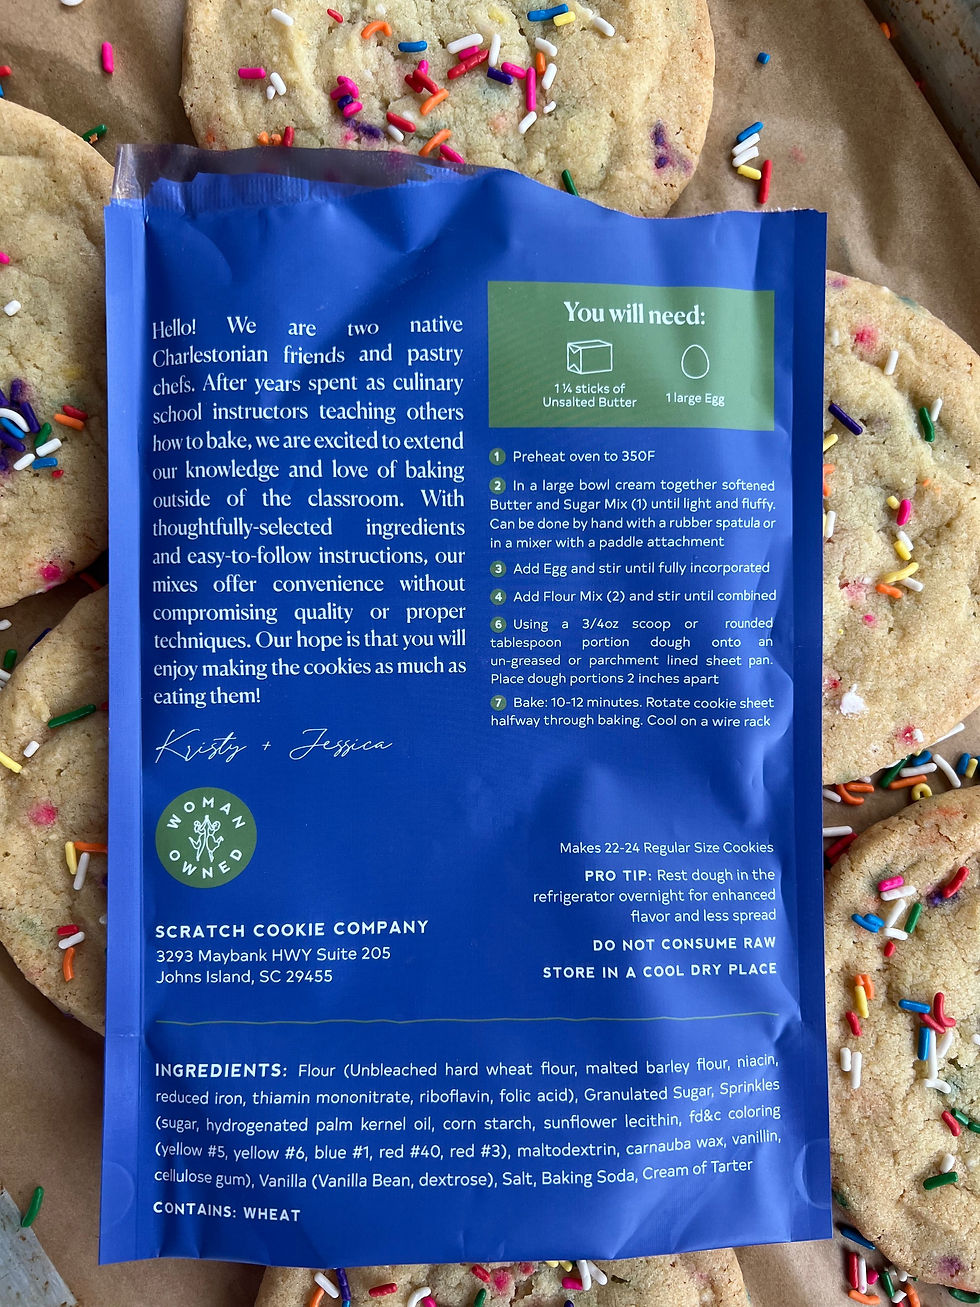 Hello! We are two native
Charlestonian friends and pastry
chefs. After years spent as culinary
school instructors teaching others
how to bake, we are excited to extend
our knowledge and love of baking
outside of the classroom. With
thoughtfully-selected ingredients
and easy-to-follow instructions, our
mixes offer convenience without
compromising quality or proper
techniques. Our hope is that you will
enjoy making the cookies as much as
eating them!
Kristy + Jessica
WOMAN
OWNED
SCRATCH COOKIE COMPANY
3293 Maybank HWY Suite 205
Johns Island, SC 29455
You will need:
1 ¼ sticks of
Unsalted Butter
1 large Egg
1 Preheat oven to 350F
2 In a large bowl cream together softened
Butter and Sugar Mix (1) until light and fluffy.
Can be done by hand with a rubber spatula or
in a mixer with a paddle attachment
3 Add Egg and stir until fully incorporated
4 Add Flour Mix (2) and stir until combined
6 Using a 3/4oz scoop or rounded
tablespoon portion dough onto an
un-greased or parchment lined sheet pan.
Place dough portions 2 inches apart
7 Bake: 10-12 minutes. Rotate cookie sheet
halfway through baking. Cool on a wire rack
Makes 22-24 Regular Size Cookies
PRO TIP: Rest dough in the
refrigerator overnight for enhanced
flavor and less spread
DO NOT CONSUME RAW
STORE IN A COOL DRY PLACE
INGREDIENTS: Flour (Unbleached hard wheat flour, malted barley flour, niacin,
reduced iron, thiamin mononitrate, riboflavin, folic acid), Granulated Sugar, Sprinkles
(sugar, hydrogenated palm kernel oil, corn starch, sunflower lecithin, fd&c coloring
(yellow #5, yellow #6, blue #1, red #40, red #3), maltodextrin, carnauba wax, vanillin,
cellulose gum), Vanilla (Vanilla Bean, dextrose), Salt, Baking Soda, Cream of Tarter
CONTAINS: WHEAT